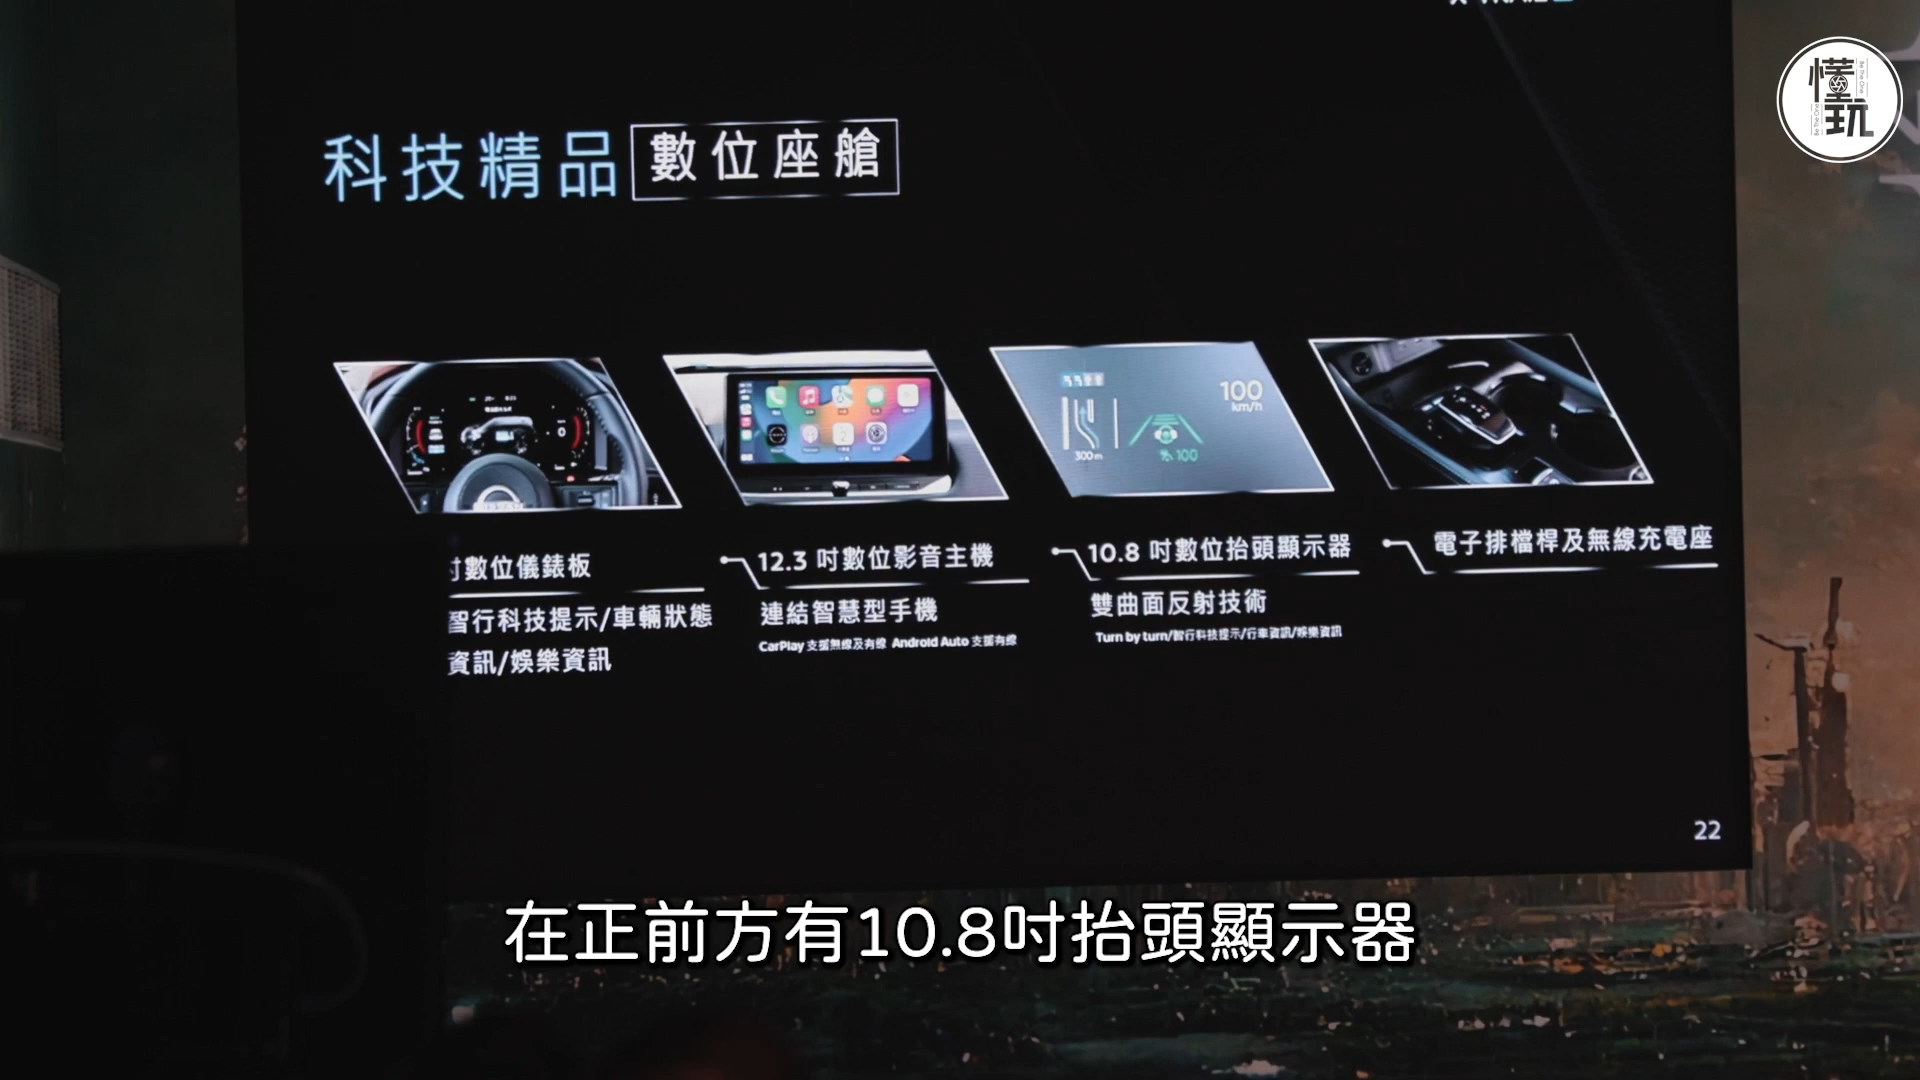 懂玩
科技精品 數位座艙
100
km/h
300m
100
吋數位儀錶板
智行科技提示/車輛狀態
資訊/娛樂資訊
12.3 吋數位影音主機
連結智慧型手機
CarPlay 支援無線及有線 Android Auto 支援有線
10.8 吋數位抬頭顯示器
雙曲面反射技術
Turn by turn/智行科技提示/行車資訊/娛樂資訊
電子排檔桿及無線充電座
22
在正前方有10.8吋抬頭顯示器